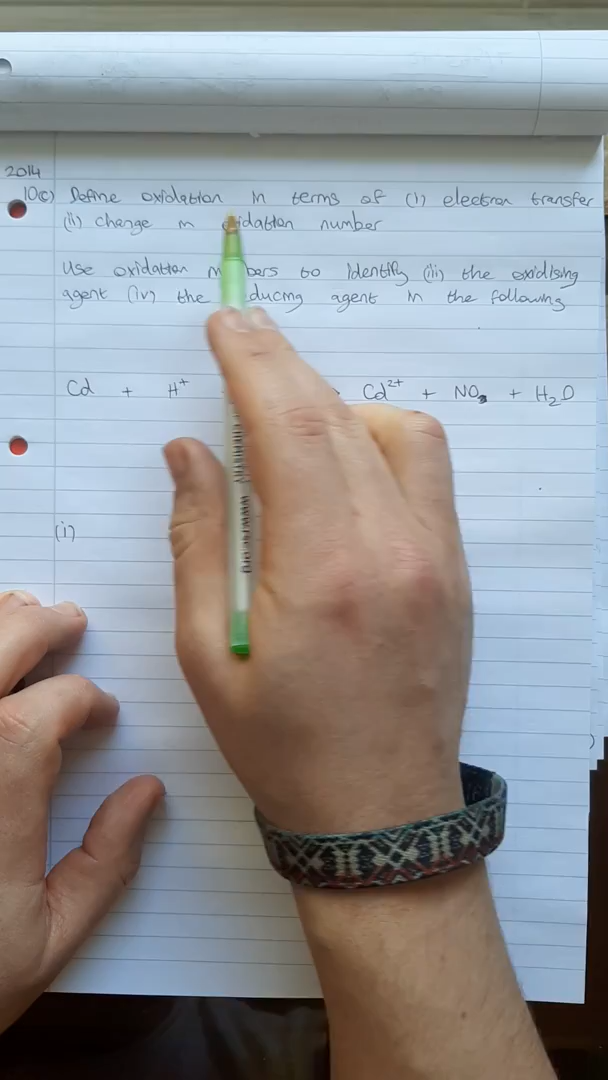 2014
10(c) Define oxidation in terms of (i) electron transfer
(ii) change in oxidation number
Use oxidation to identify (iii) the oxidising
agent (iv) the agent in the following
Cd + H⁺ Cd²⁺ + NO + H₂O
(i)